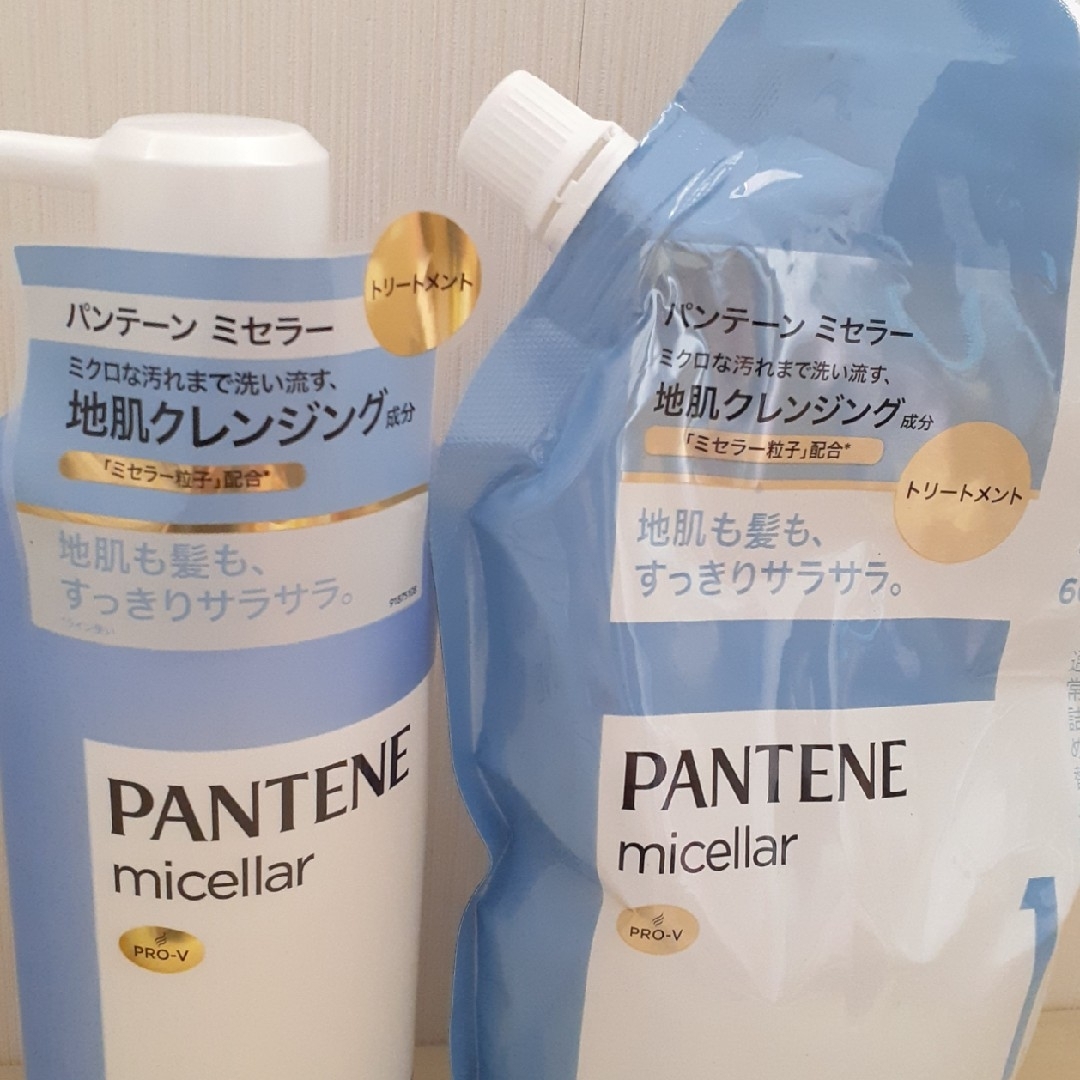 トリートメント
パンテーン ミセラー
ミクロな汚れまで洗い流す、
地肌クレンジング成分
「ミセラー粒子」配合*
地肌も髪も、
すっきりサラサラ。
PANTENE
micellar
PRO-V
パンテーン ミセラー
ミクロな汚れまで洗い流す、
地肌クレンジング成分
「ミセラー粒子」配合*
トリートメント
地肌も髪も、
すっきりサラサラ。
PANTENE
micellar
PRO-V
通常詰め
1